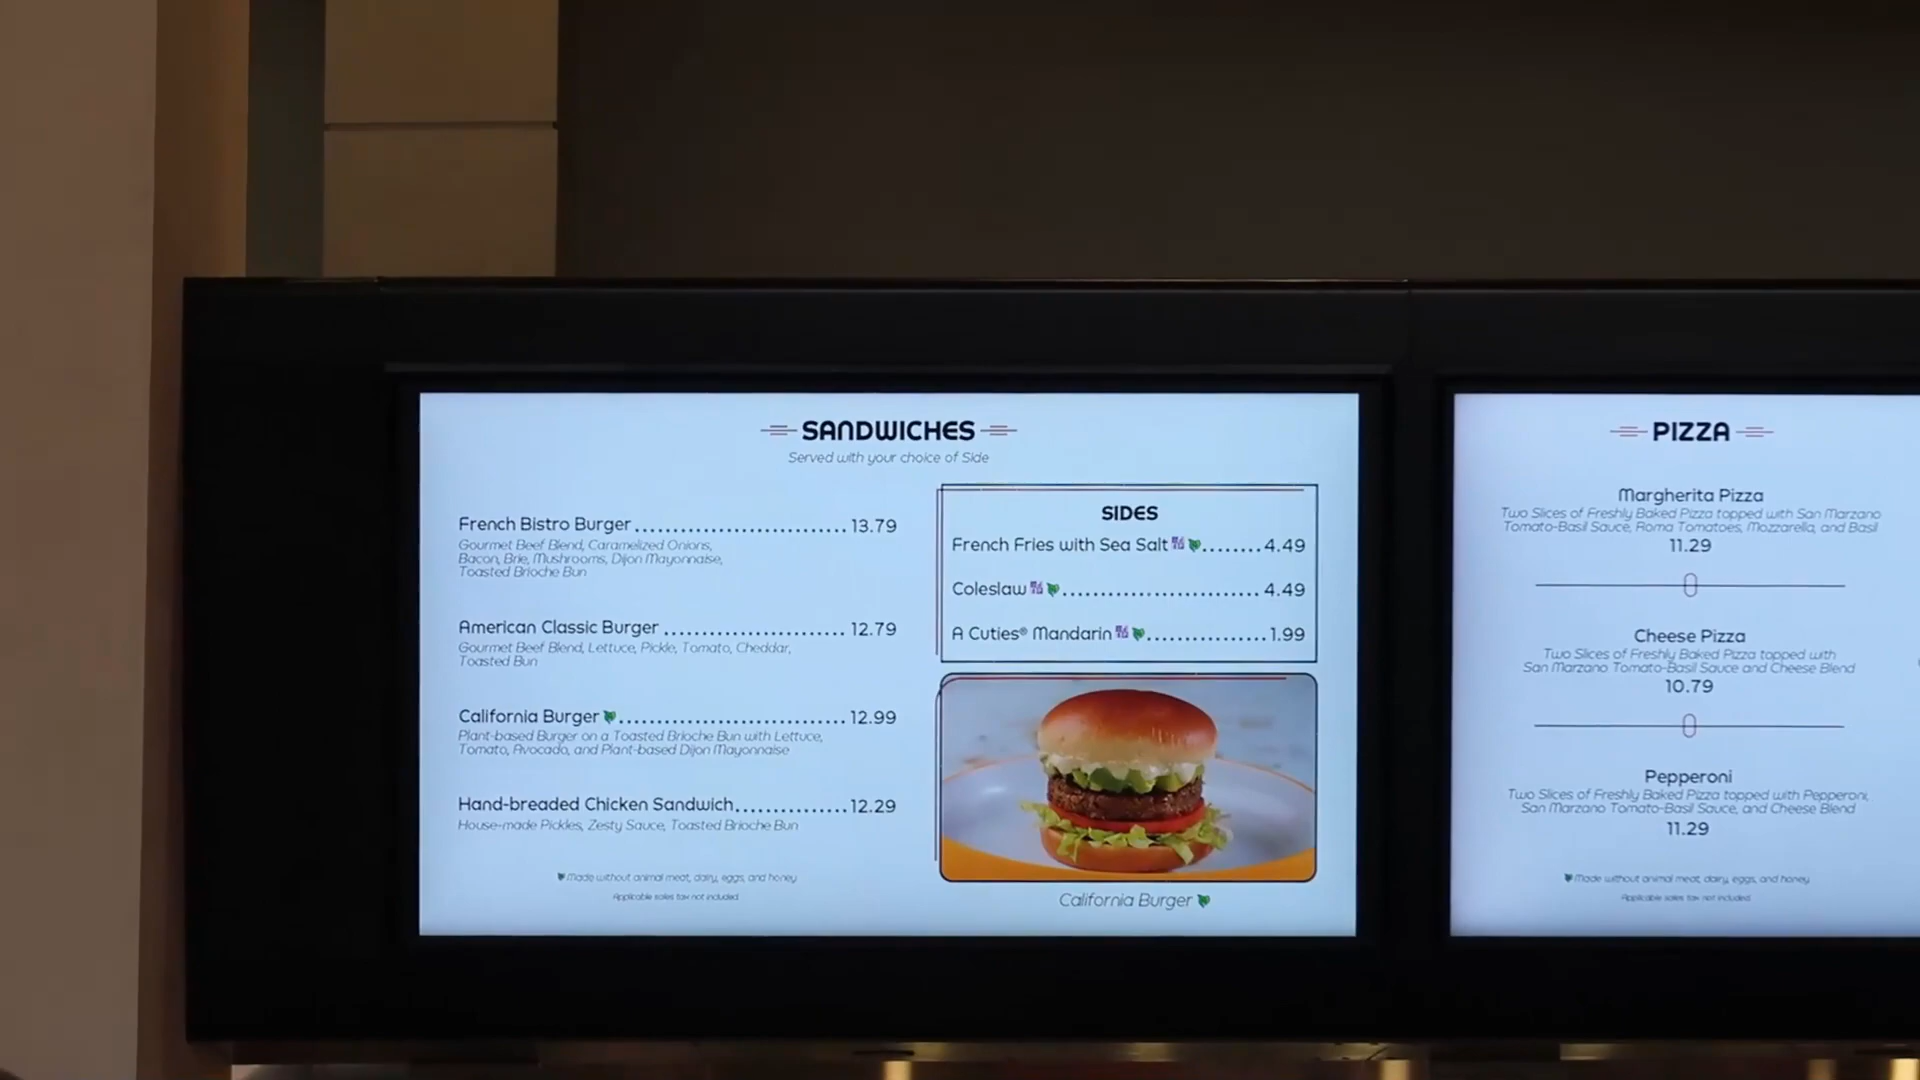 SANDWICHES
Served with your choice of Side
French Bistro Burger..............................13.79
Gourmet Beef Blend, Caramelized Onions,
Bacon, Brie, Mushrooms, Dijon Mayonnaise,
Toasted Brioche Bun
American Classic Burger..........................12.79
Gourmet Beef Blend, Lettuce, Pickle, Tomato, Cheddar,
Toasted Bun
California Burger................................12.99
Plant-based Burger on a Toasted Brioche Bun with Lettuce,
Tomato, Avocado, and Plant-based Dijon Mayonnaise
Hand-breaded Chicken Sandwich................12.29
House-made Pickles, Zesty Sauce, Toasted Brioche Bun
Made without animal meat, dairy, eggs, and honey
Applicable sales tax not included.
SIDES
French Fries with Sea Salt........4.49
Coleslaw............................4.49
A Cuties® Mandarin................1.99
California Burger
PIZZA
Margherita Pizza
Two Slices of Freshly Baked Pizza topped with San Marzano
Tomato-Basil Sauce, Roma Tomatoes, Mozzarella, and Basil
11.29
Cheese Pizza
Two Slices of Freshly Baked Pizza topped with
San Marzano Tomato-Basil Sauce and Cheese Blend
10.79
Pepperoni
Two Slices of Freshly Baked Pizza topped with Pepperoni,
San Marzano Tomato-Basil Sauce, and Cheese Blend
11.29
Made without animal meat, dairy, eggs, and honey
Applicable sales tax not included.